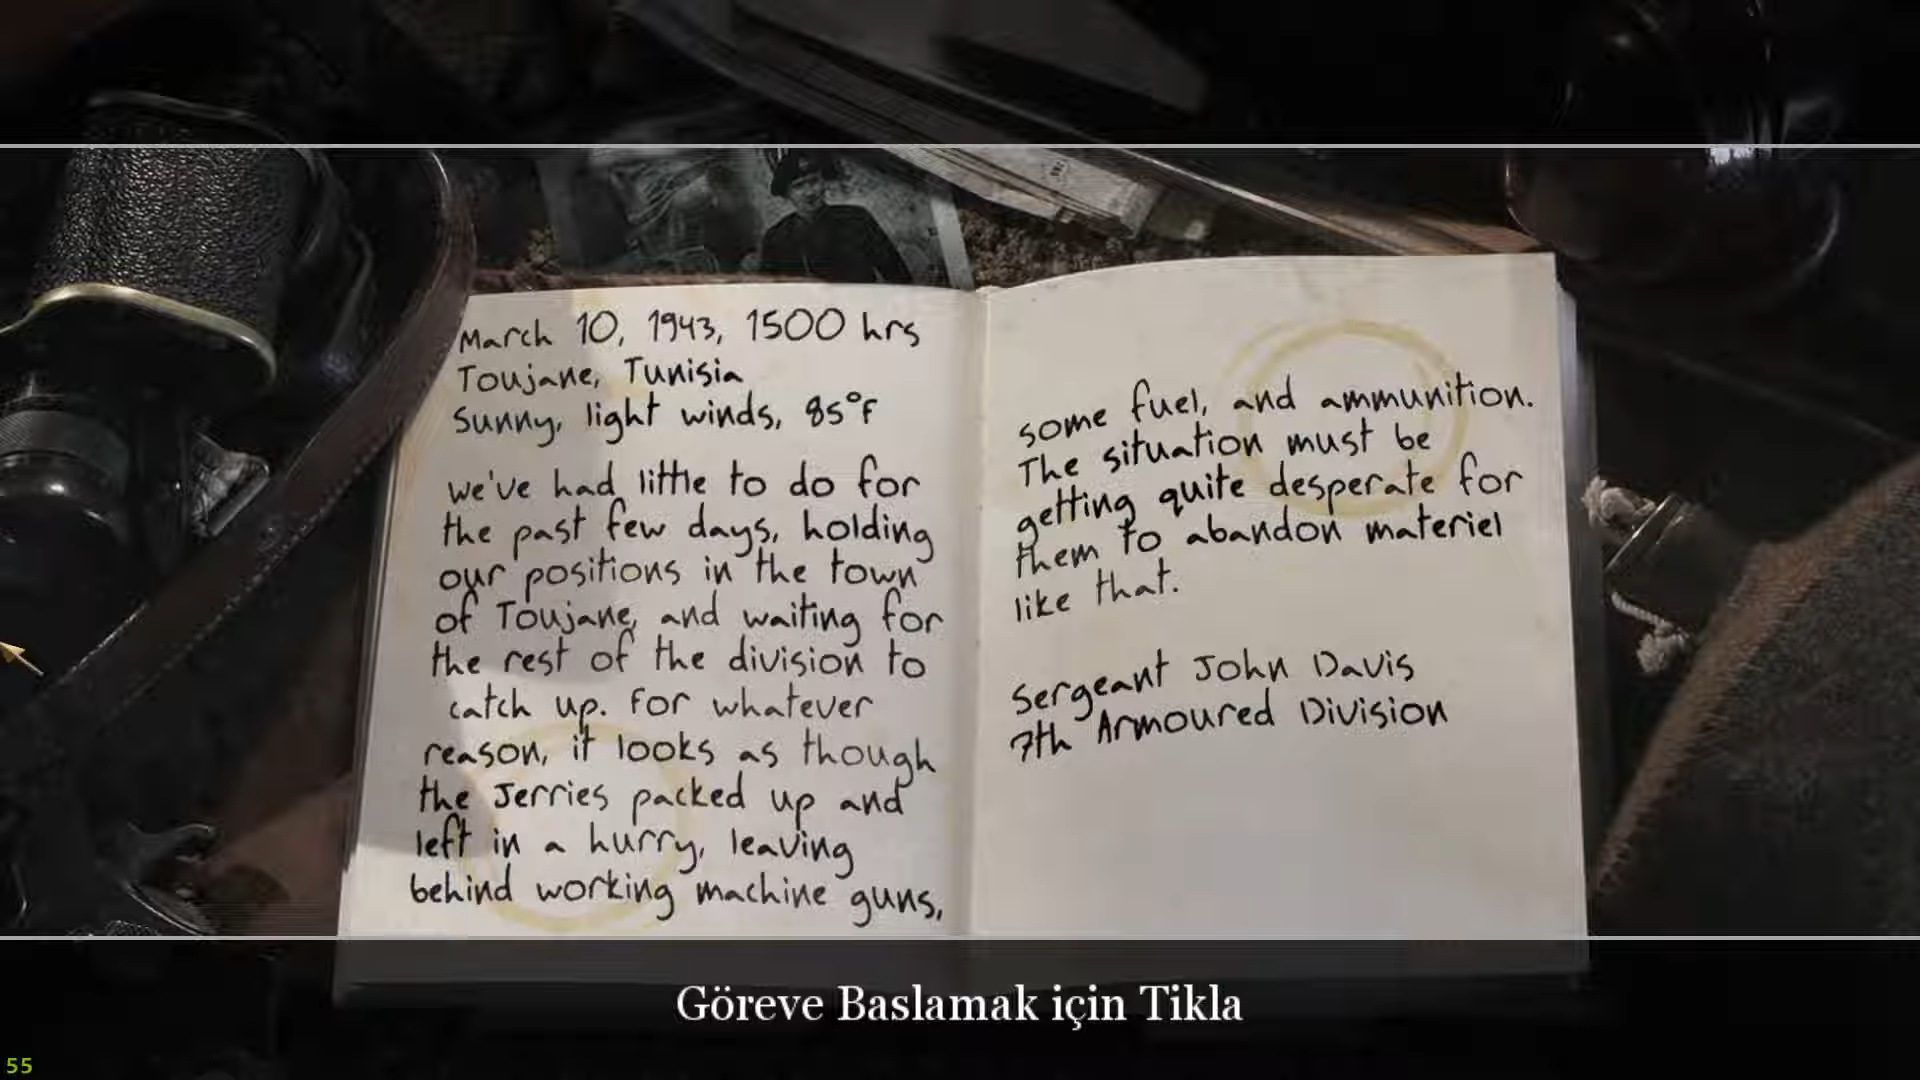 March 10, 1943, 1500 hrs
Toujane, Tunisia
Sunny, light winds, 85°F
We've had little to do for
the past few days, holding
our positions in the town
of Toujane, and waiting for
the rest of the division to
catch up. For whatever
reason, it looks as though
the Jerries packed up and
left in a hurry, leaving
behind working machine guns,
some fuel, and ammunition.
The situation must be
getting quite desperate for
them to abandon materiel
like that.
Sergeant John Davis
7th Armoured Division
Göreve Baslamak için Tikla
55